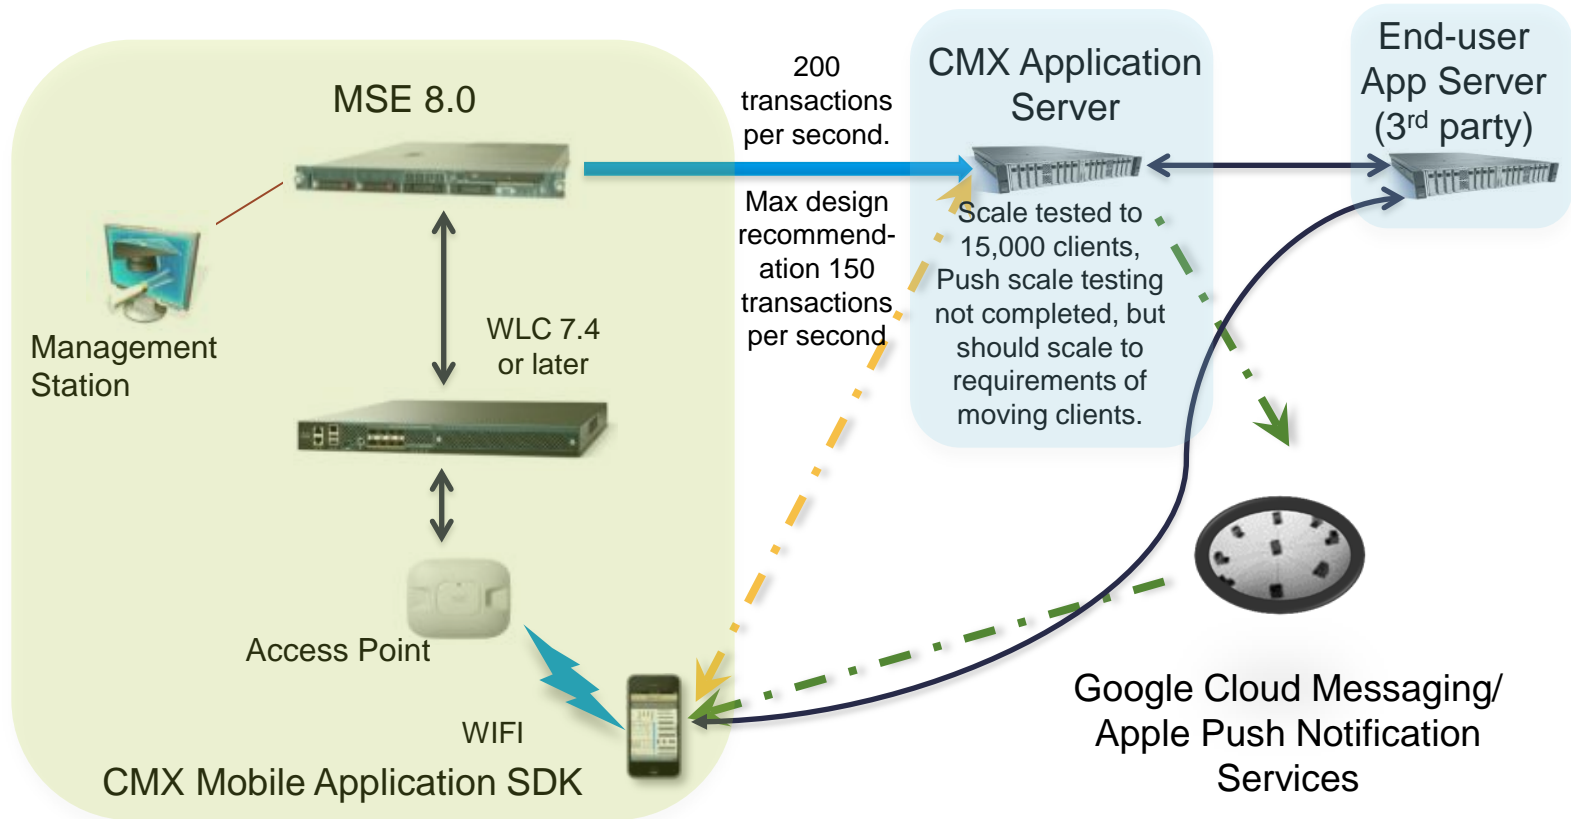 MSE 8.0
Management
Station
WLC 7.4
or later
Access Point
WIFI
CMX Mobile Application SDK
200
transactions
per second.
Max design
recommend-
ation 150
transactions
per second
CMX Application
Server
Scale tested to
15,000 clients,
Push scale testing
not completed, but
should scale to
requirements of
moving clients.
End-user
App Server
(3rd party)
Google Cloud Messaging/
Apple Push Notification
Services